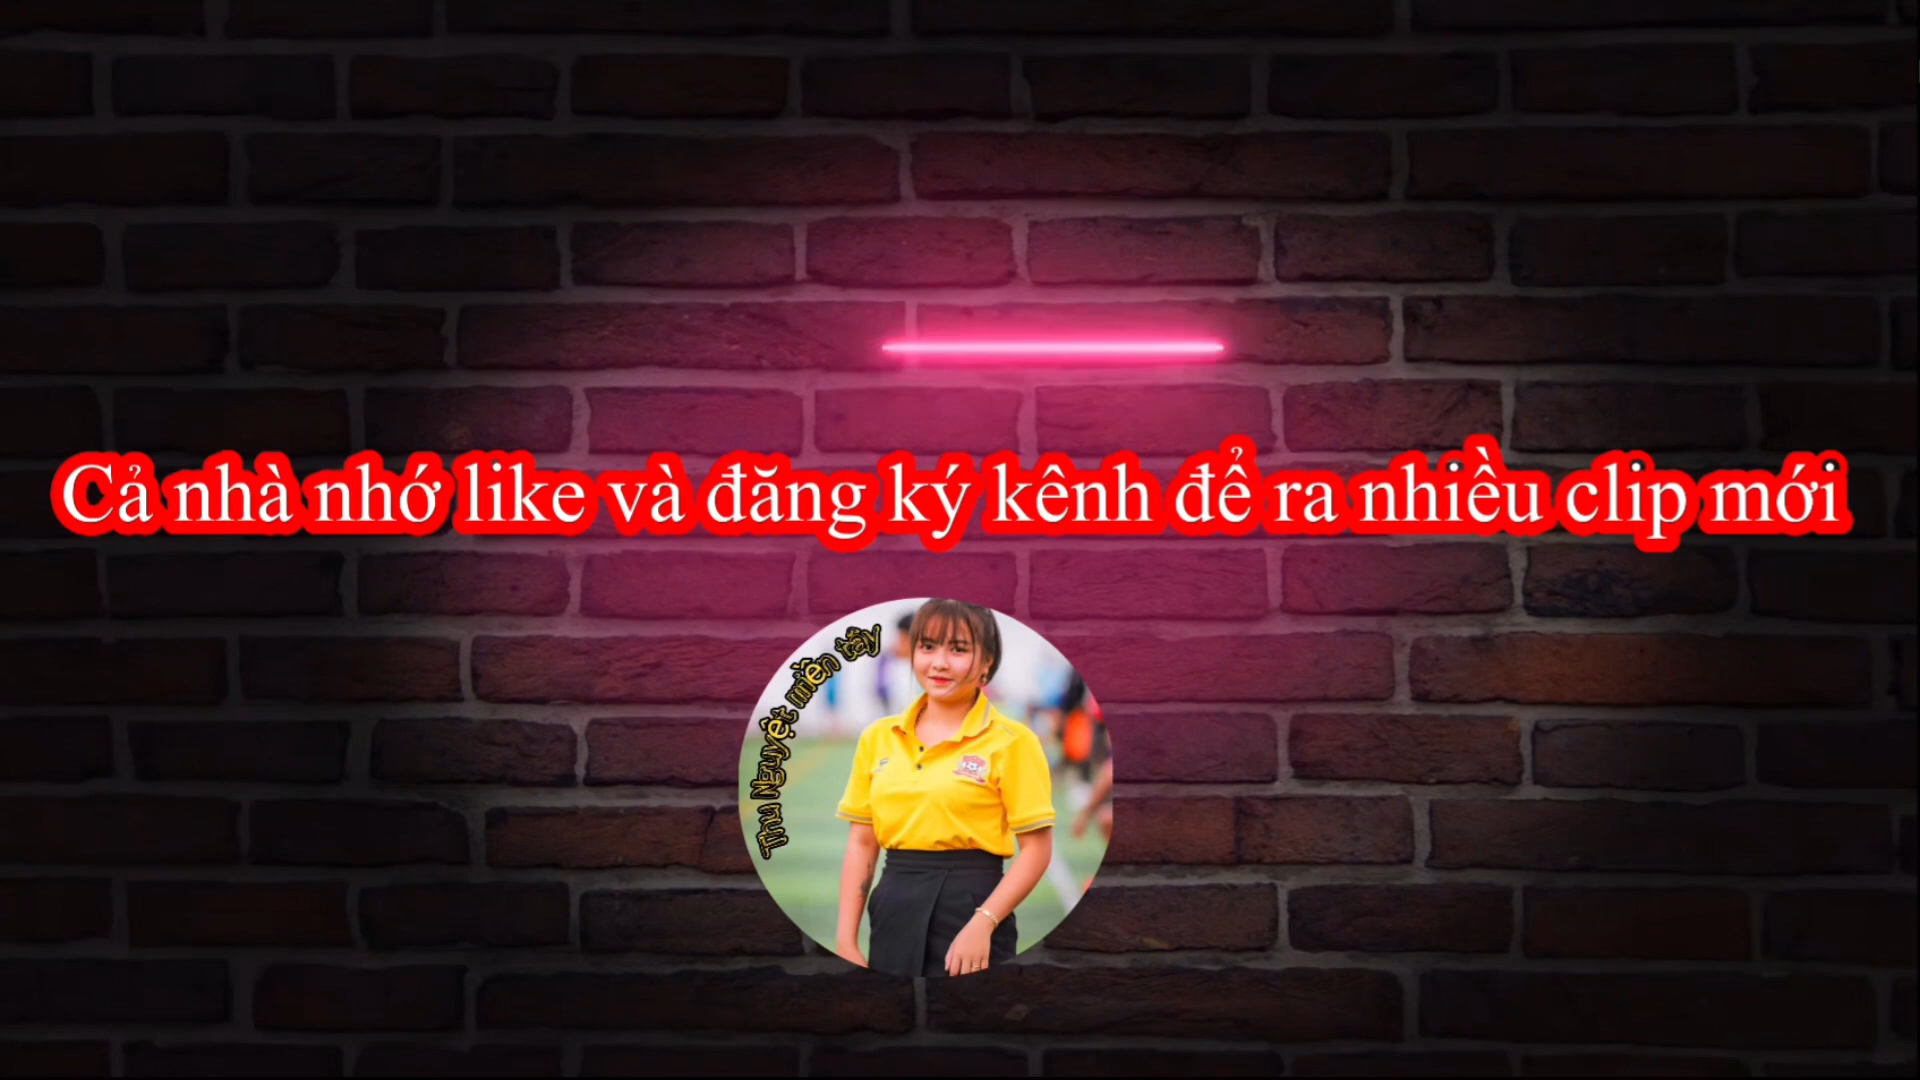 Cả nhà nhớ like và đăng ký kênh để ra nhiều clip mới
Thu Nguyệt miền tây